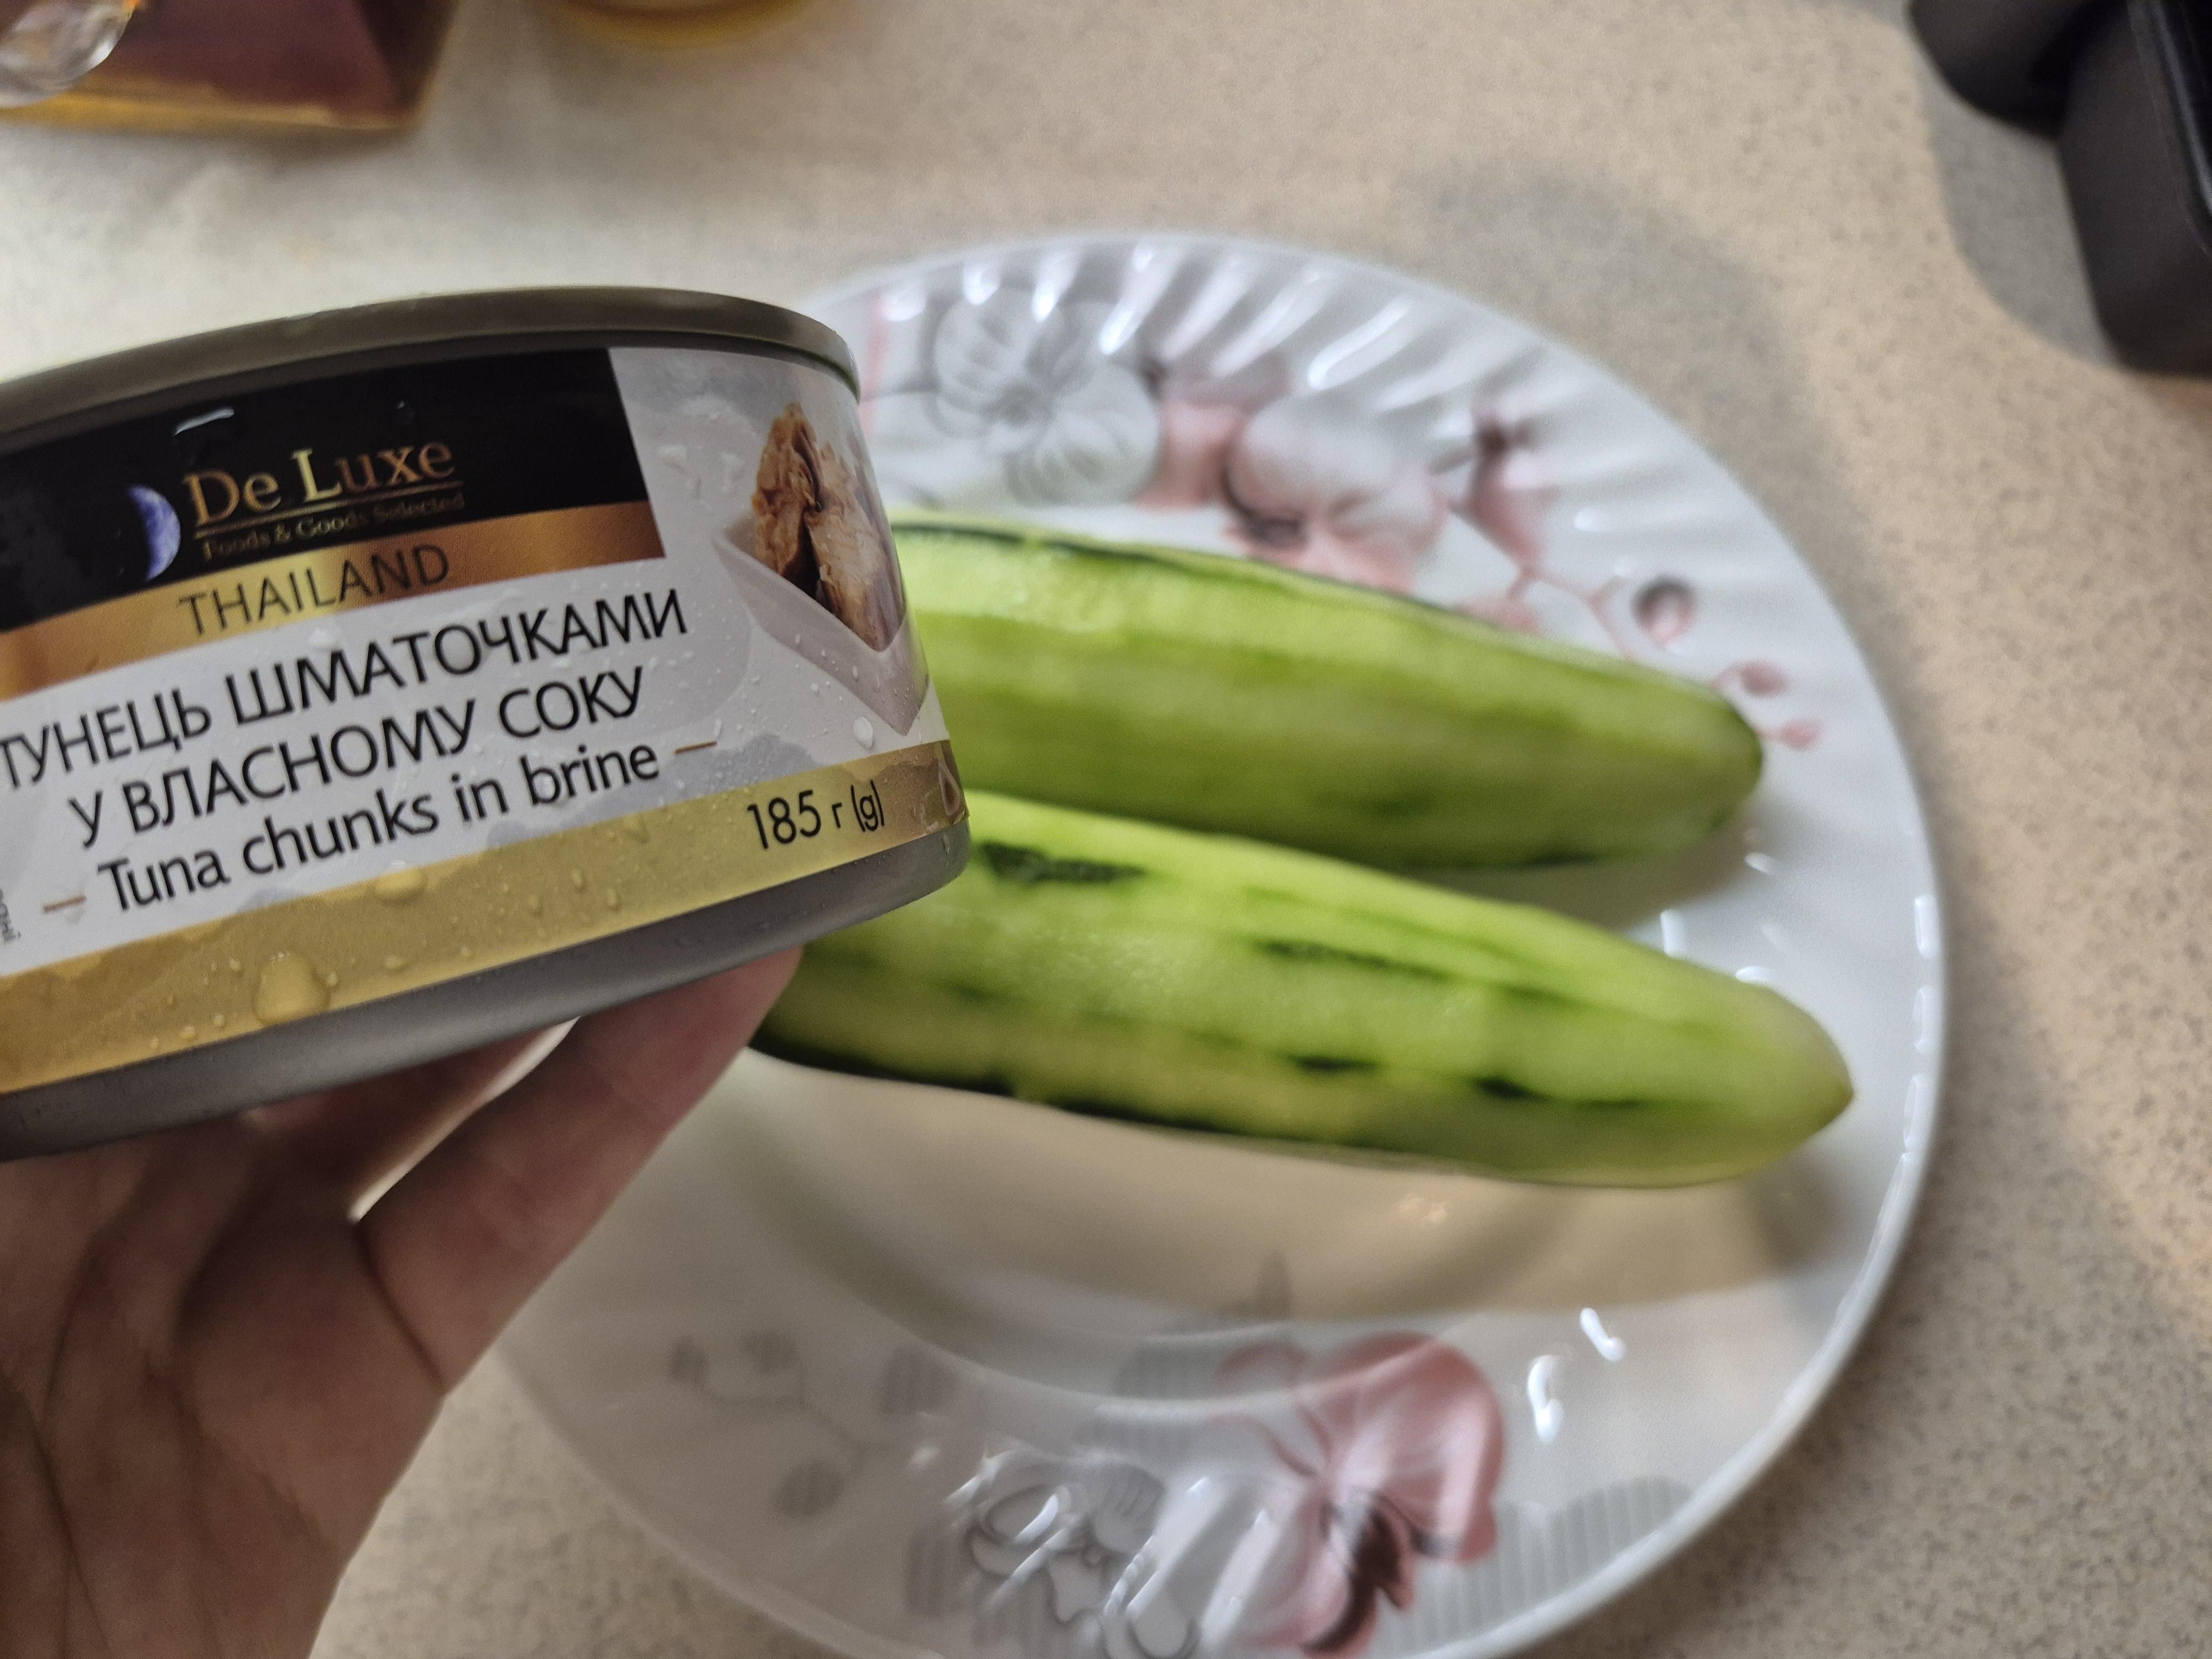 De Luxe
Foods & Goods Selected
THAILAND
ТУНЕЦЬ ШМАТОЧКАМИ
У ВЛАСНОМУ СОКУ
— Tuna chunks in brine —
185 г (g)